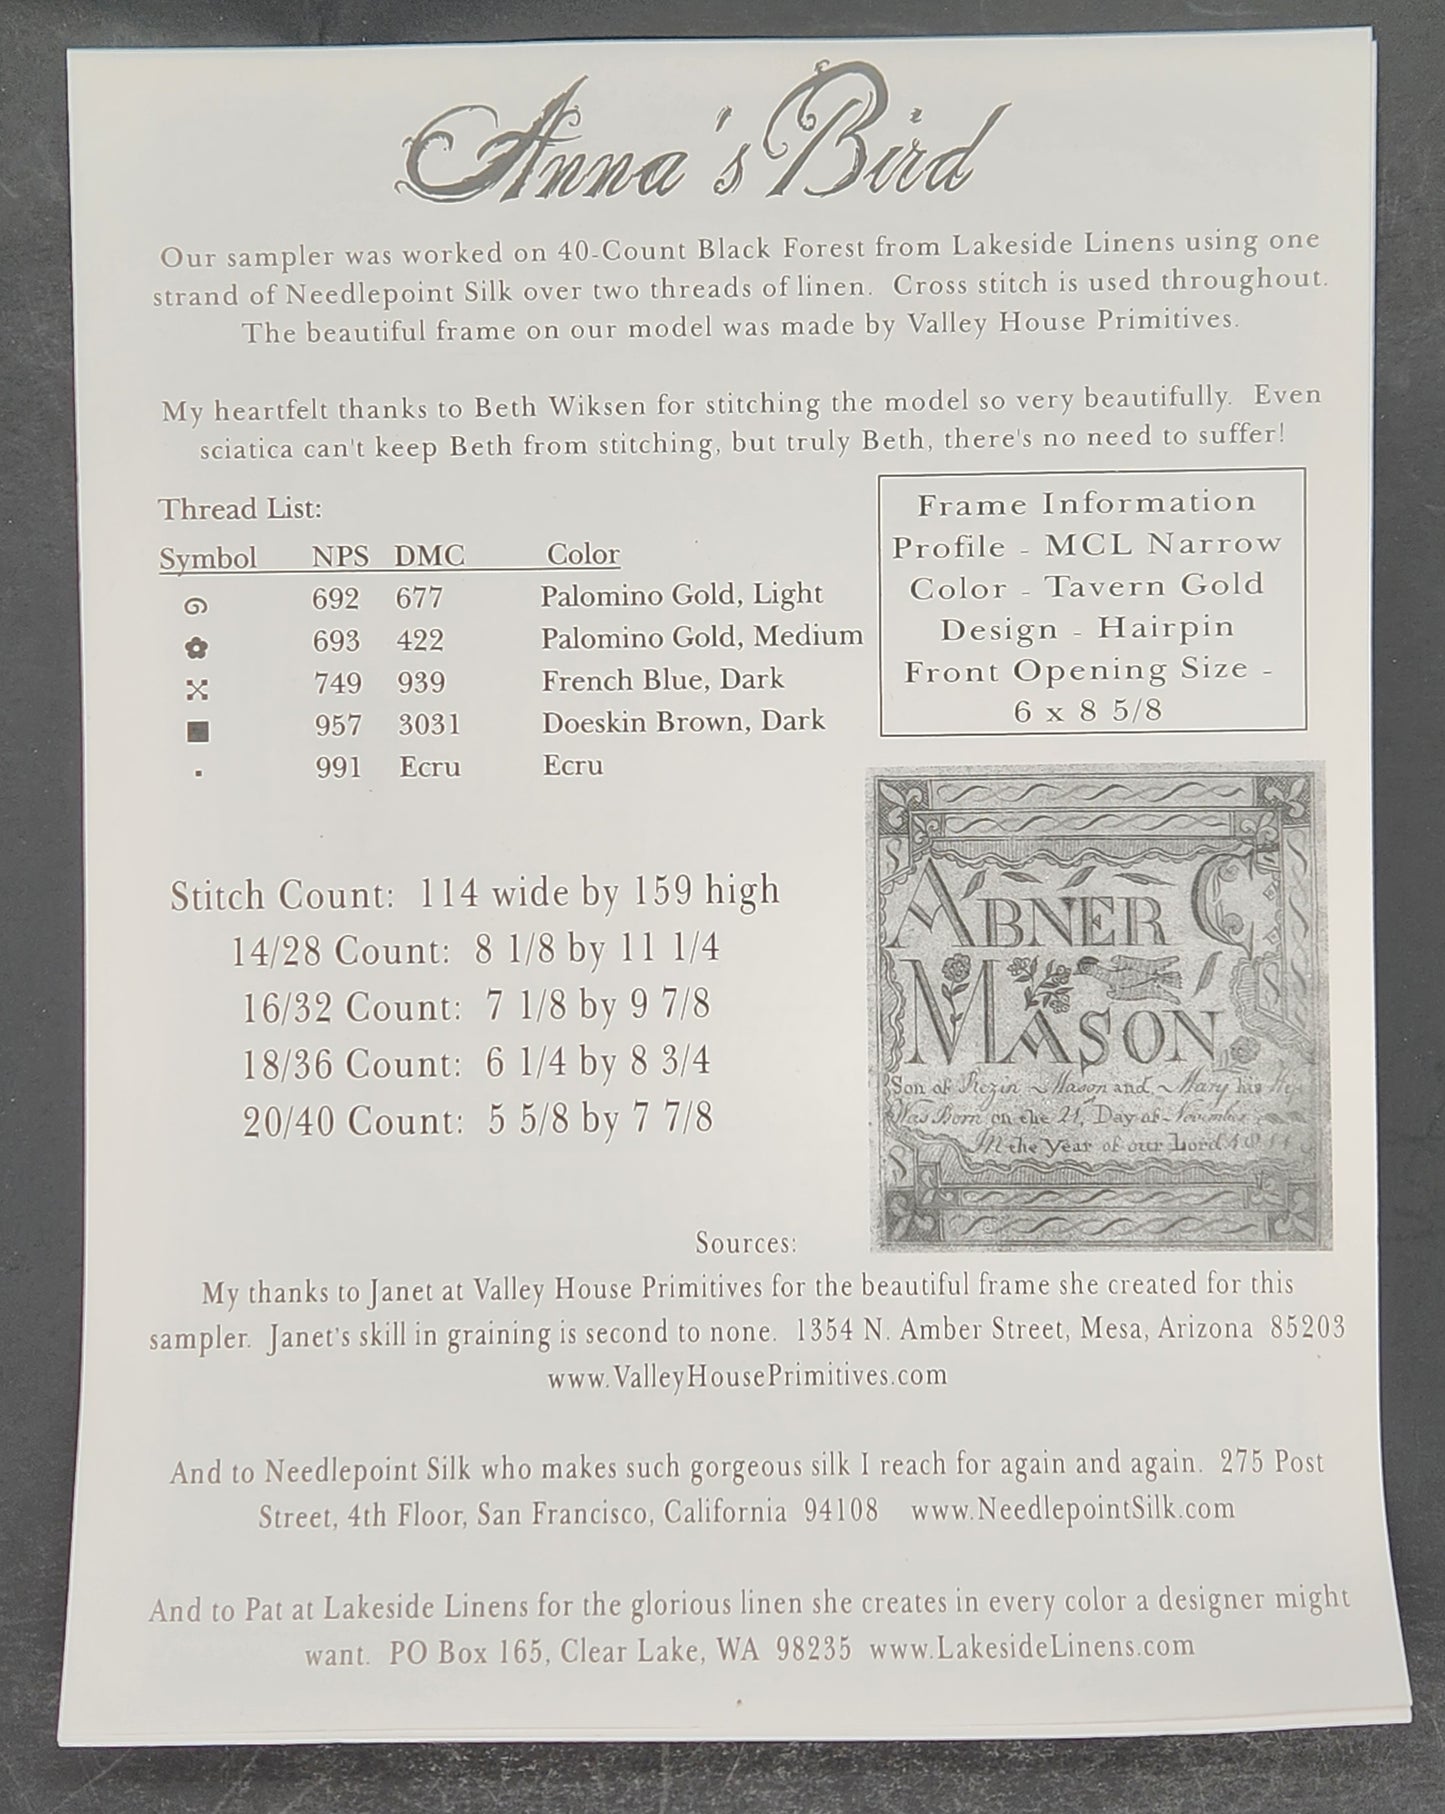 Anna's Bird
Our sampler was worked on 40-Count Black Forest from Lakeside Linens using one
strand of Needlepoint Silk over two threads of linen. Cross stitch is used throughout.
The beautiful frame on our model was made by Valley House Primitives.
My heartfelt thanks to Beth Wiksen for stitching the model so very beautifully. Even
sciatica can't keep Beth from stitching, but truly Beth, there's no need to suffer!
Thread List:
Symbol NPS DMC Color
692 677 Palomino Gold, Light
693 422 Palomino Gold, Medium
749 939 French Blue, Dark
957 3031 Doeskin Brown, Dark
991 Ecru Ecru
Frame Information
Profile - MCL Narrow
Color - Tavern Gold
Design - Hairpin
Front Opening Size -
6 x 8 5/8
Stitch Count: 114 wide by 159 high
14/28 Count: 8 1/8 by 11 1/4
16/32 Count: 7 1/8 by 9 7/8
18/36 Count: 6 1/4 by 8 3/4
20/40 Count: 5 5/8 by 7 7/8
ABNER C
MASON
Son of Rezin Mason and Mary his
Was Born on the 21, Day of November
In the Year of our Lord
Sources:
My thanks to Janet at Valley House Primitives for the beautiful frame she created for this
sampler. Janet's skill in graining is second to none. 1354 N. Amber Street, Mesa, Arizona 85203
www.ValleyHousePrimitives.com
And to Needlepoint Silk who makes such gorgeous silk I reach for again and again. 275 Post
Street, 4th Floor, San Francisco, California 94108 www.NeedlepointSilk.com
And to Pat at Lakeside Linens for the glorious linen she creates in every color a designer might
want. PO Box 165, Clear Lake, WA 98235 www.LakesideLinens.com